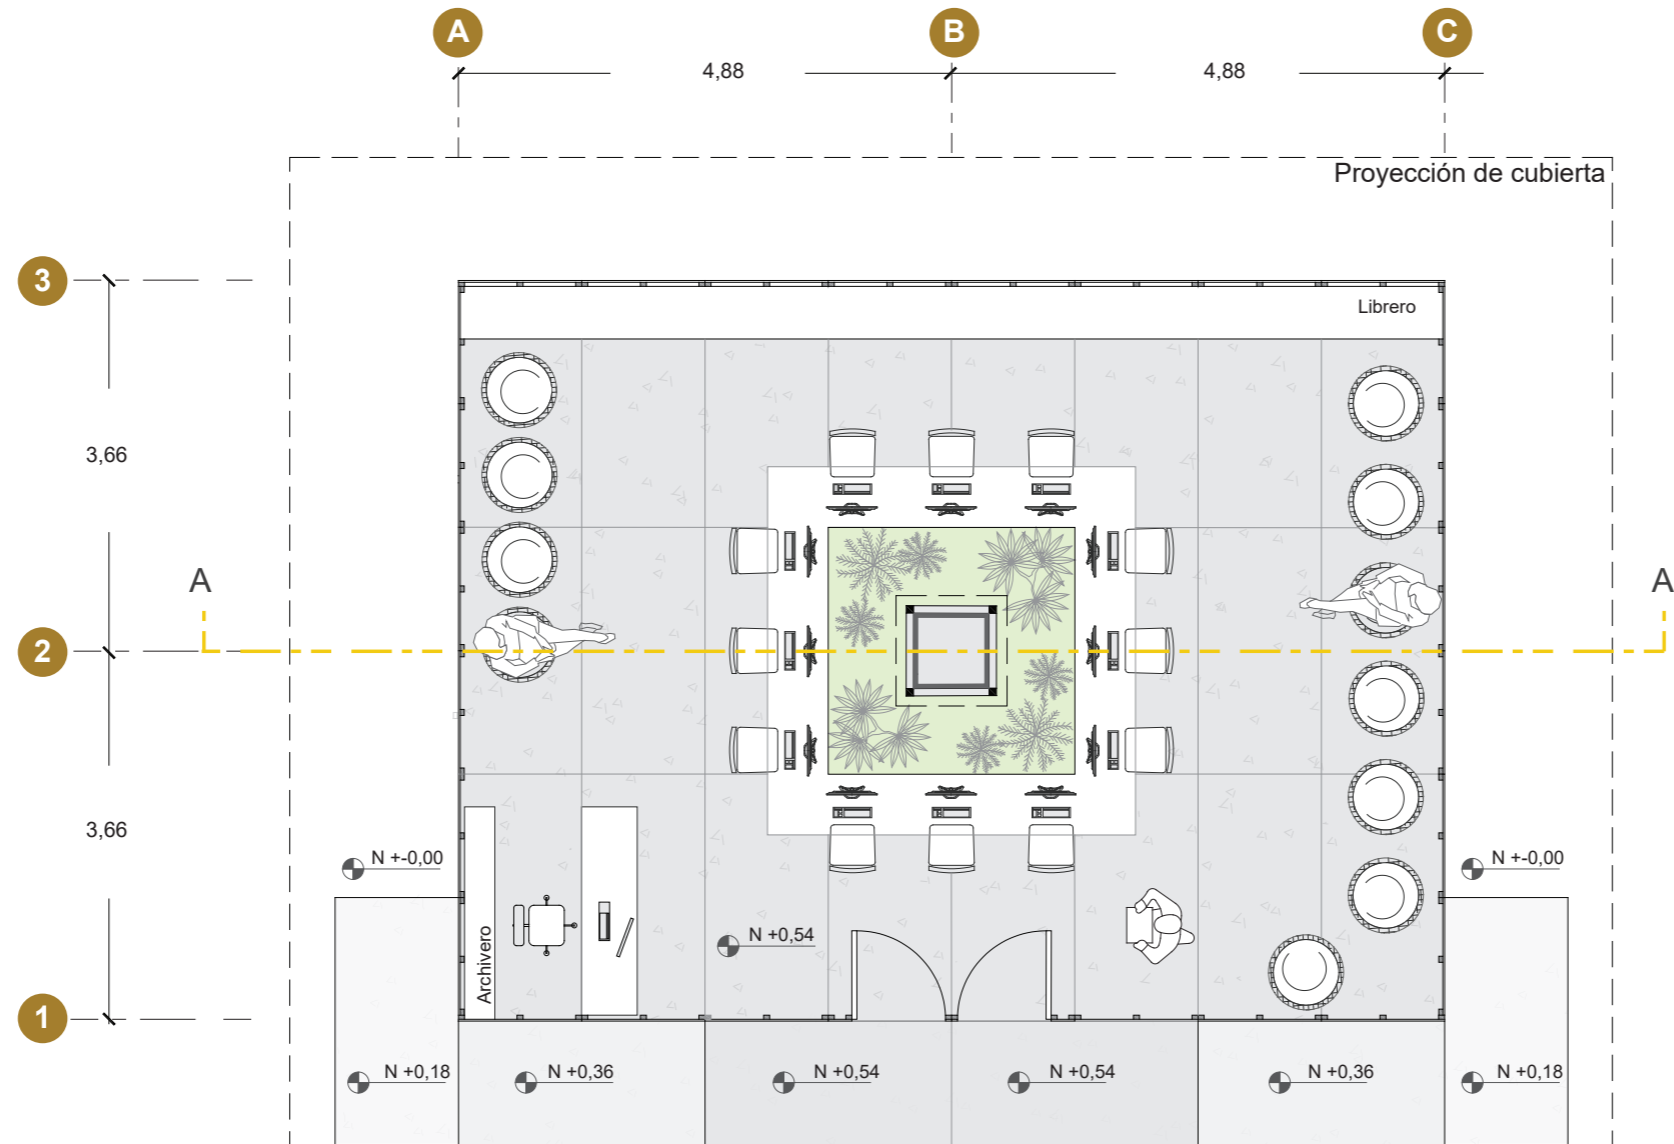 A B C
4,88 4,88
Proyección de cubierta
3
Librero
3,66
A A
2
3,66
N +-0,00 N +-0,00
N +0,54
Archivero
1
N +0,18 N +0,36 N +0,54 N +0,54 N +0,36 N +0,18